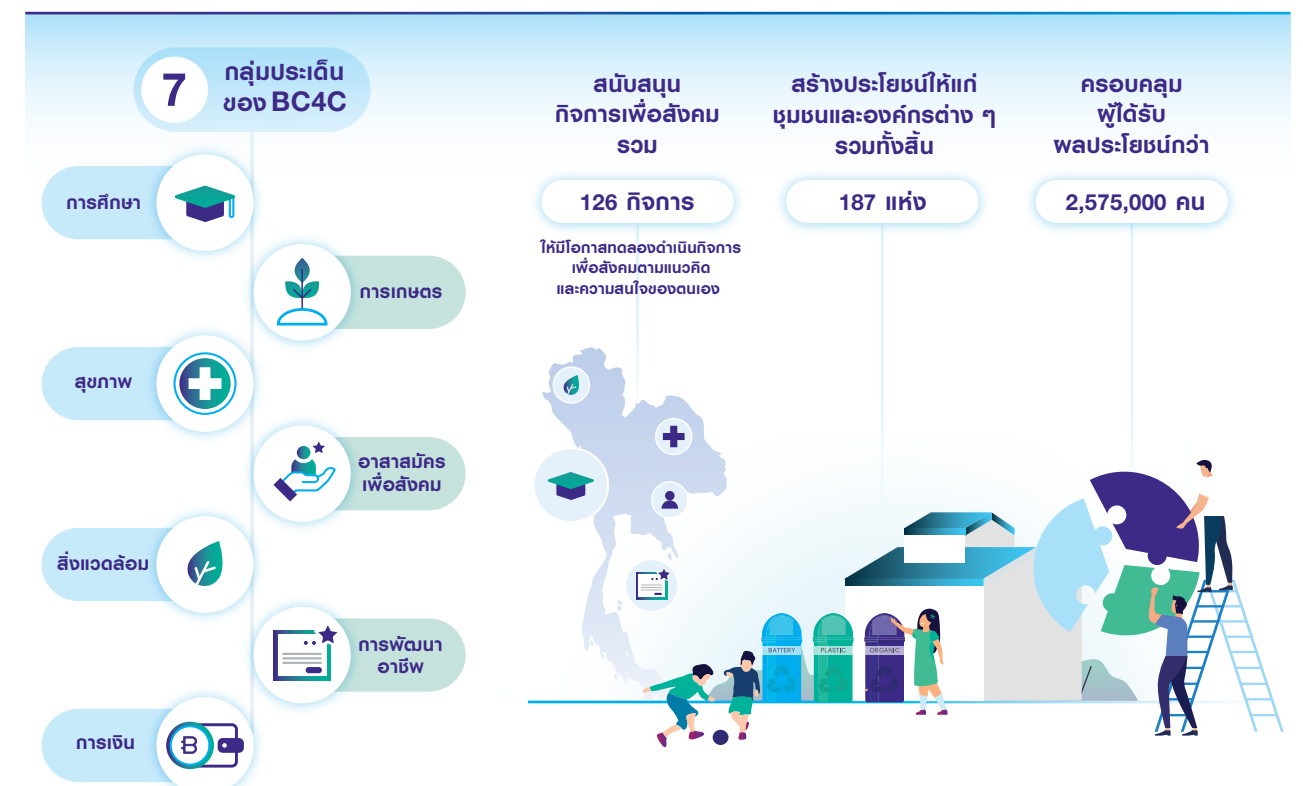 7
กลุ่มประเด็น
ของ BC4C
การศึกษา
การเกษตร
สุขภาพ
อาสาสมัคร
เพื่อสังคม
สิ่งแวดล้อม
การพัฒนา
อาชีพ
การเงิน
สนับสนุน
กิจการเพื่อสังคม
รวม
126 กิจการ
ให้มีโอกาสทดลองดำเนินกิจการ
เพื่อสังคมตามแนวคิด
และความสนใจของตนเอง
สร้างประโยชน์ให้แก่
ชุมชนและองค์กรต่าง ๆ
รวมทั้งสิ้น
187 แห่ง
ครอบคลุม
ผู้ได้รับ
ผลประโยชน์กว่า
2,575,000 คน
BATTERY
PLASTIC
ORGANIC